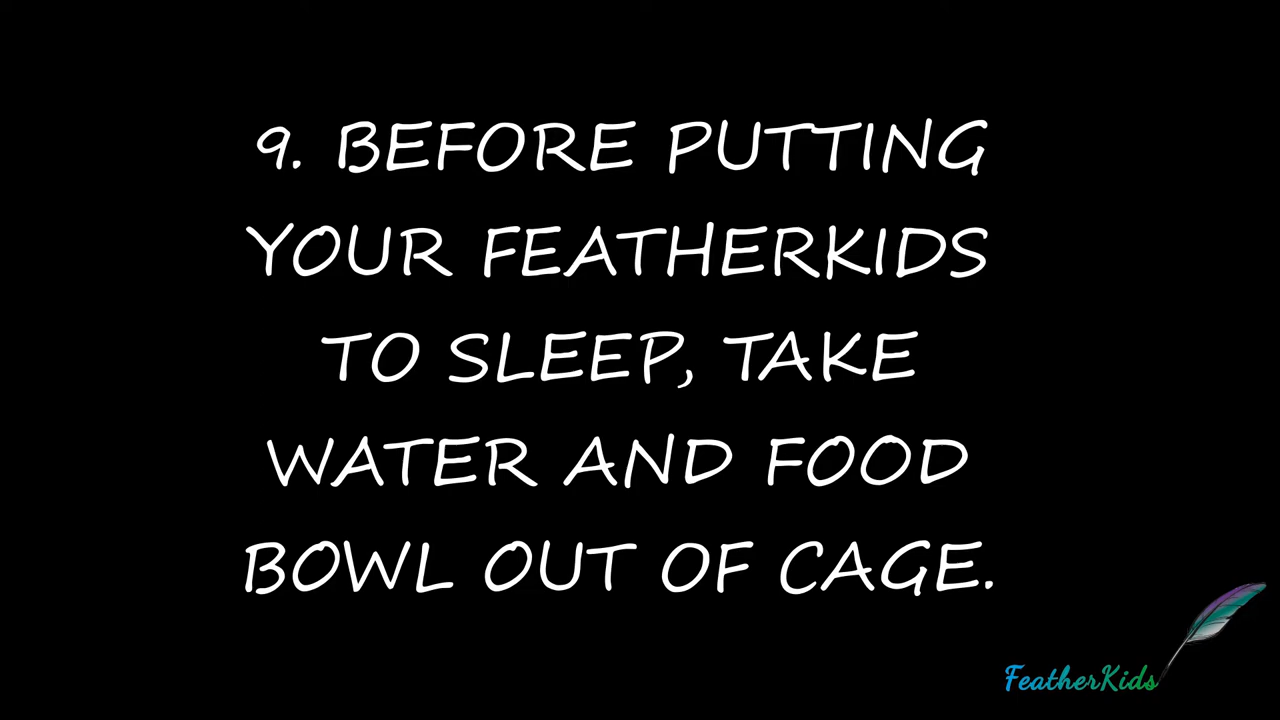 9. BEFORE PUTTING
YOUR FEATHERKIDS
TO SLEEP, TAKE
WATER AND FOOD
BOWL OUT OF CAGE.
FeatherKids